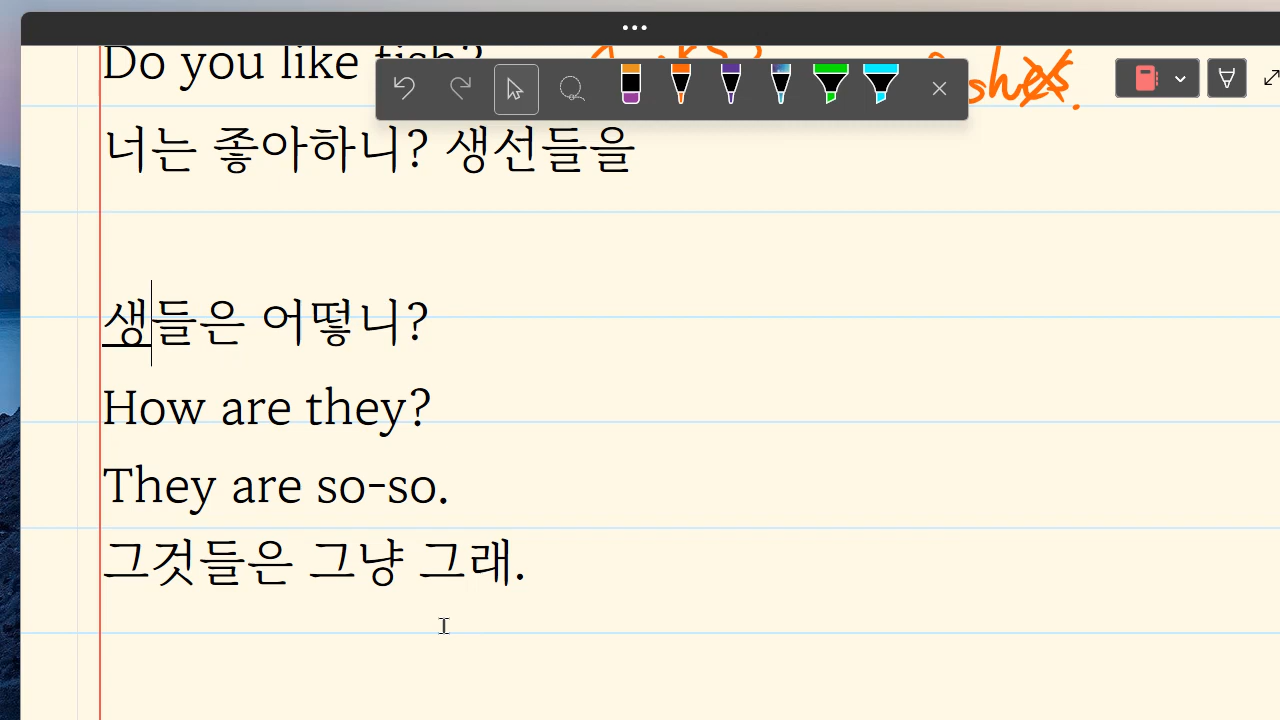 Do you like fish?
너는 좋아하니? 생선들을
생들은 어떻니?
How are they?
They are so-so.
그것들은 그냥 그래.